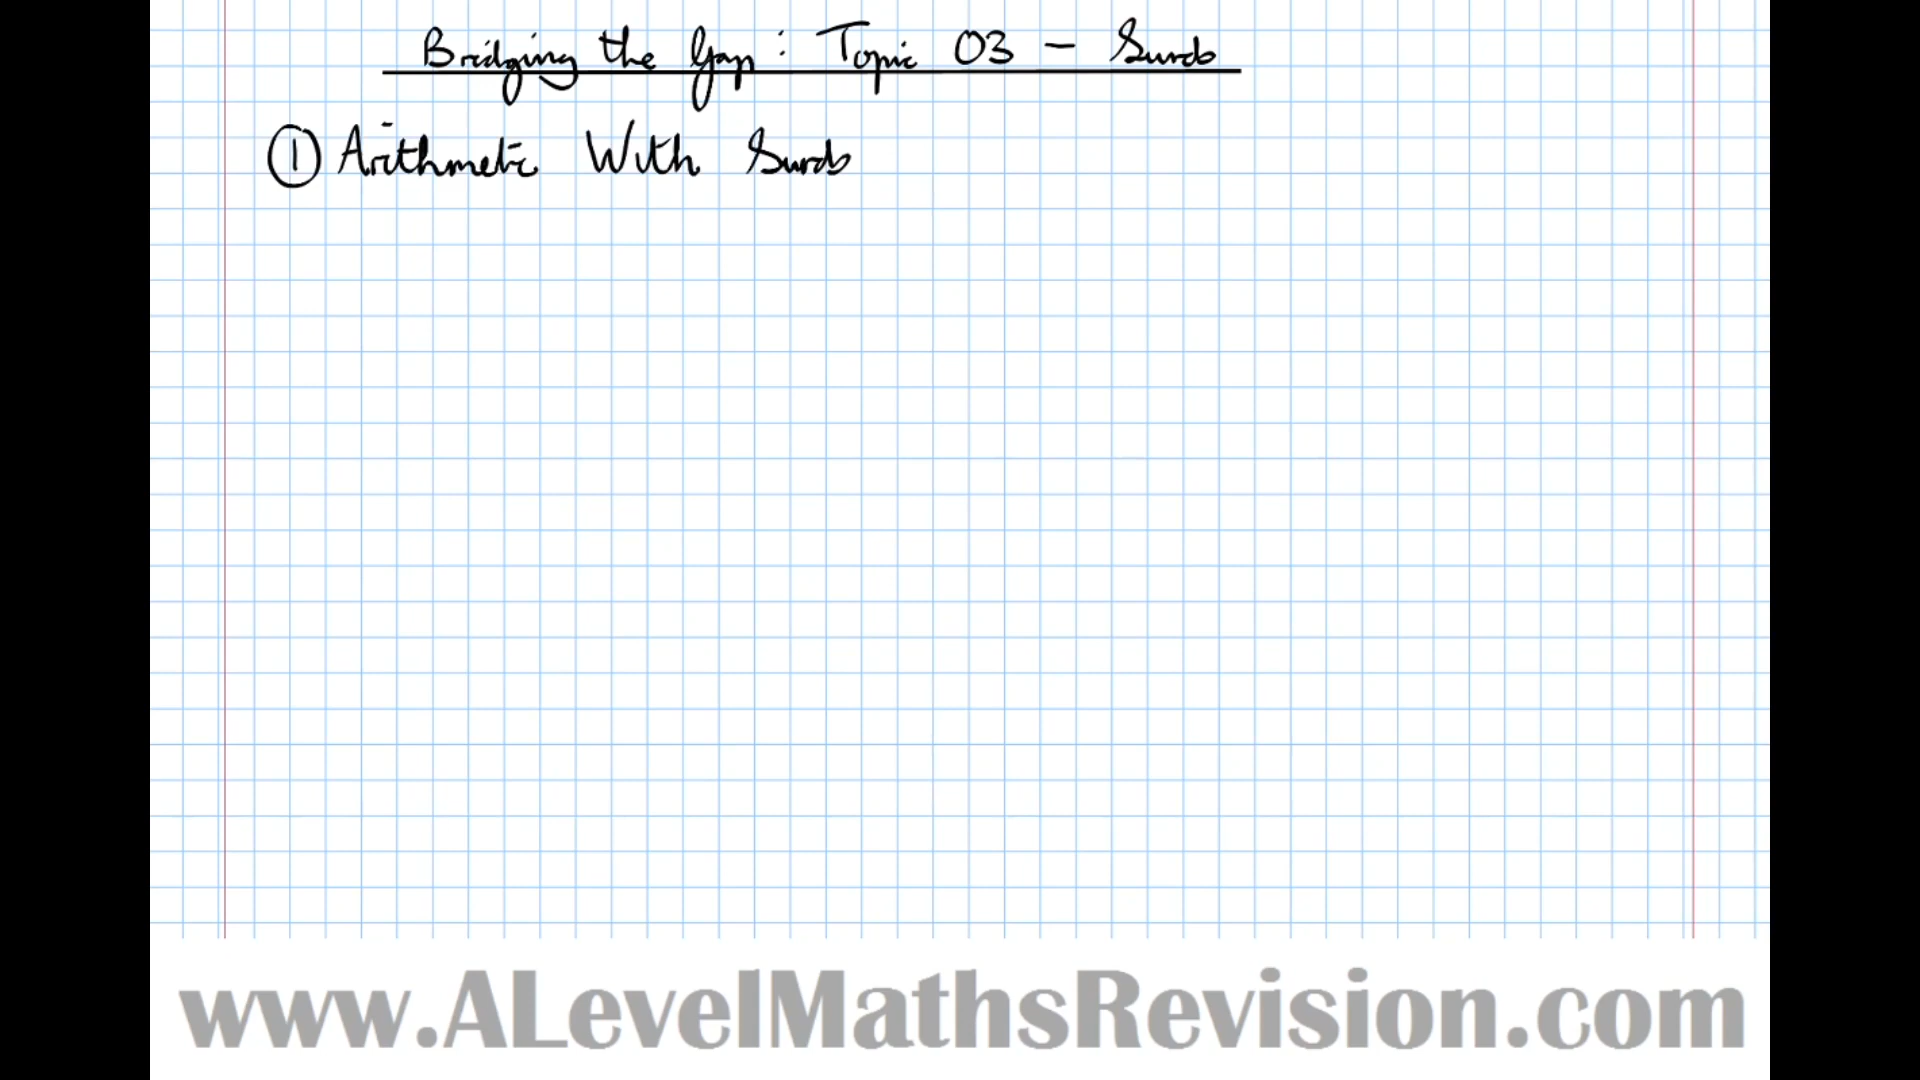 Bridging the Gap: Topic 03 - Surds
① Arithmetic With Surds
www.ALevelMathsRevision.com